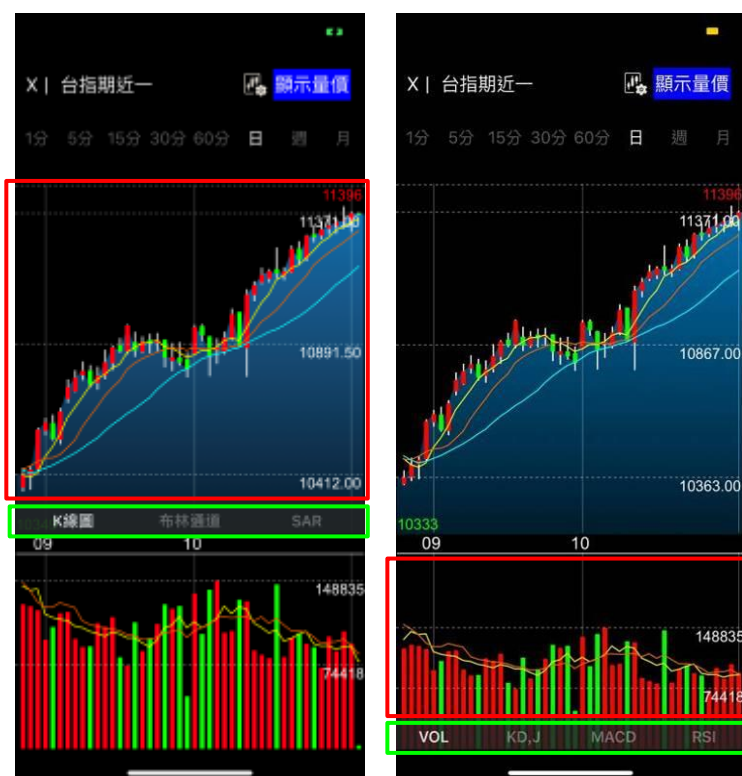 X | 台指期近一 顯示量價
1分 5分 15分 30分 60分 日 週 月
11396
11371.00
10891.50
10412.00
K線圖 布林通道 SAR
09 10
148835
74418
X | 台指期近一 顯示量價
1分 5分 15分 30分 60分 日 週 月
11396
11371.00
10867.00
10363.00
10333
09 10
148835
74418
VOL KD,J MACD RSI